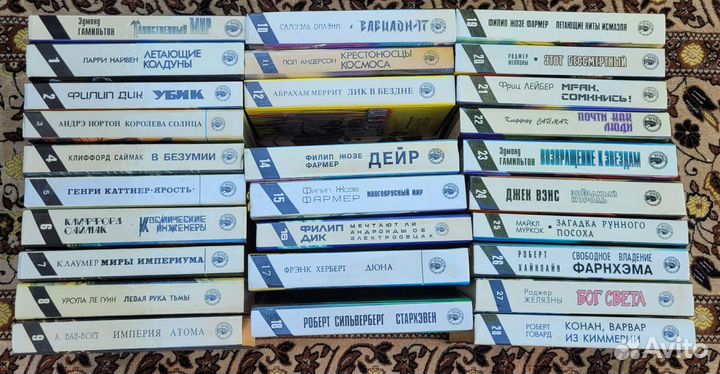 Эдмонд
Гамильтон
Таинственный МИР
1 ЛАРРИ НАЙВЕН ЛЕТАЮЩИЕ
КОЛДУНЫ
2 ФИЛИП ДИК УБИК
3 АНДРЭ НОРТОН КОРОЛЕВА СОЛНЦА
4 КЛИФФОРД САЙМАК В БЕЗУМИИ
5 ГЕНРИ КАТТНЕР·ЯРОСТЬ·
6 КЛИФФОРД
САЙМАК
КОСМИЧЕСКИЕ
ИНЖЕНЕРЫ
7 КЛАУМЕР МИРЫ ИМПЕРИУМА
8 УРСУЛА ЛЕ ГУИН ЛЕВАЯ РУКА ТЬМЫ
9 А. ВАН-ВОГТ ИМПЕРИЯ АТОМА
10 СЭМУЭЛЬ ДИЛЭНИ · ВАВИЛОН-17
11 ПОЛ АНДЕРСОН КРЕСТОНОСЦЫ
КОСМОСА
12 АБРАХАМ МЕРРИТ ЛИК В БЕЗДНЕ
14 ФИЛИП ЖОЗЕ
ФАРМЕР
ДЕЙР
15 ФИЛИП ЖОЗЕ
ФАРМЕР
МНОГОЯРУСНЫЙ МИР
16 ФИЛИП
ДИК
МЕЧТАЮТ ЛИ
АНДРОИДЫ ОБ
ЭЛЕКТРООВЦАХ
17 ФРЭНК ХЕРБЕРТ ДЮНА
18 РОБЕРТ СИЛЬВЕРБЕРГ СТАРХЭВЕН
19 ФИЛИП ЖОЗЕ ФАРМЕР ЛЕТАЮЩИЕ КИТЫ ИСМАЭЛЯ
20 РОДЖЕР
ЖЕЛЯЗНЫ
ЭТОТ БЕССМЕРТНЫЙ
21 ФРИЦ ЛЕЙБЕР МРАК,
СОМКНИСЬ!
22 Клиффорд САЙМАК ПОЧТИ КАК
ЛЮДИ
23 Эдмонд
ГАМИЛЬТОН
ВОЗВРАЩЕНИЕ К ЗВЕЗДАМ
24 ДЖЕК ВЭНС ЗВЁЗДНЫЙ
КОРОЛЬ
25 МАЙКЛ
МУРКОК
ЗАГАДКА РУННОГО
ПОСОХА
26 РОБЕРТ
ХАЙНЛАЙН
СВОБОДНОЕ ВЛАДЕНИЕ
ФАРНХЭМА
27 Роджер
ЖЕЛЯЗНЫ
БОГ СВЕТА
28 РОБЕРТ
ГОВАРД
КОНАН, ВАРВАР
ИЗ КИММЕРИИ
Avito